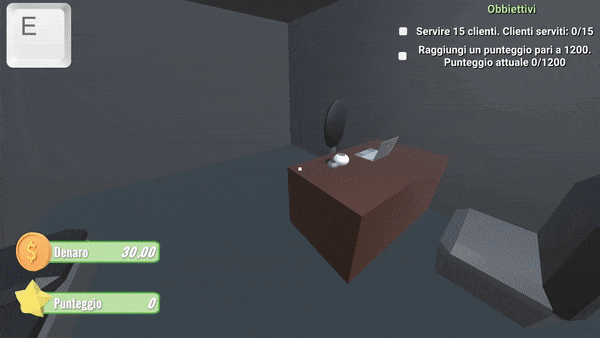 E
Obbiettivi
Servire 15 clienti. Clienti serviti: 0/15
Raggiungi un punteggio pari a 1200.
Punteggio attuale 0/1200
Denaro 30,00
Punteggio 0